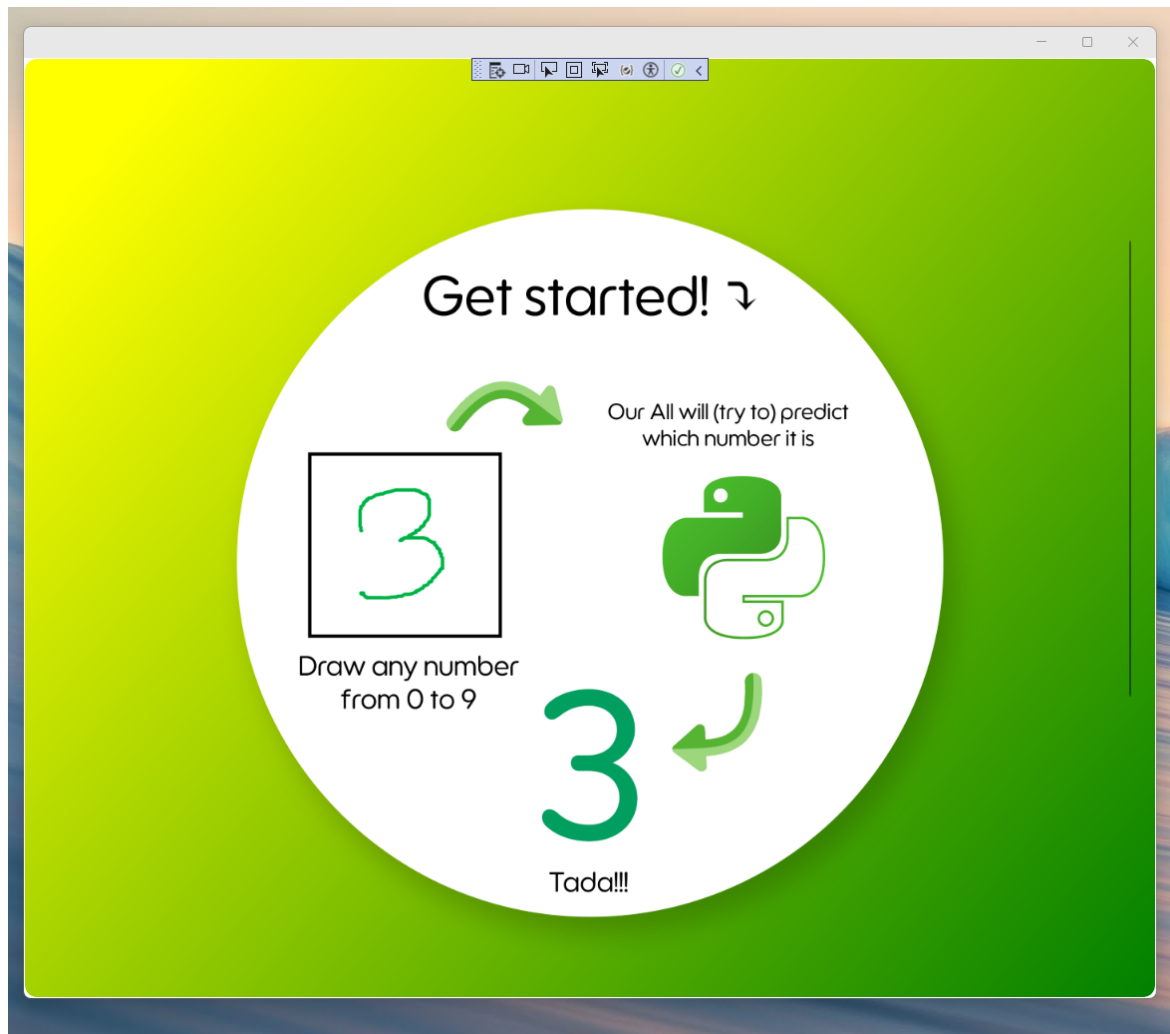 Get started!
Our All will (try to) predict
which number it is
3
Draw any number
from 0 to 9
3
Tada!!!